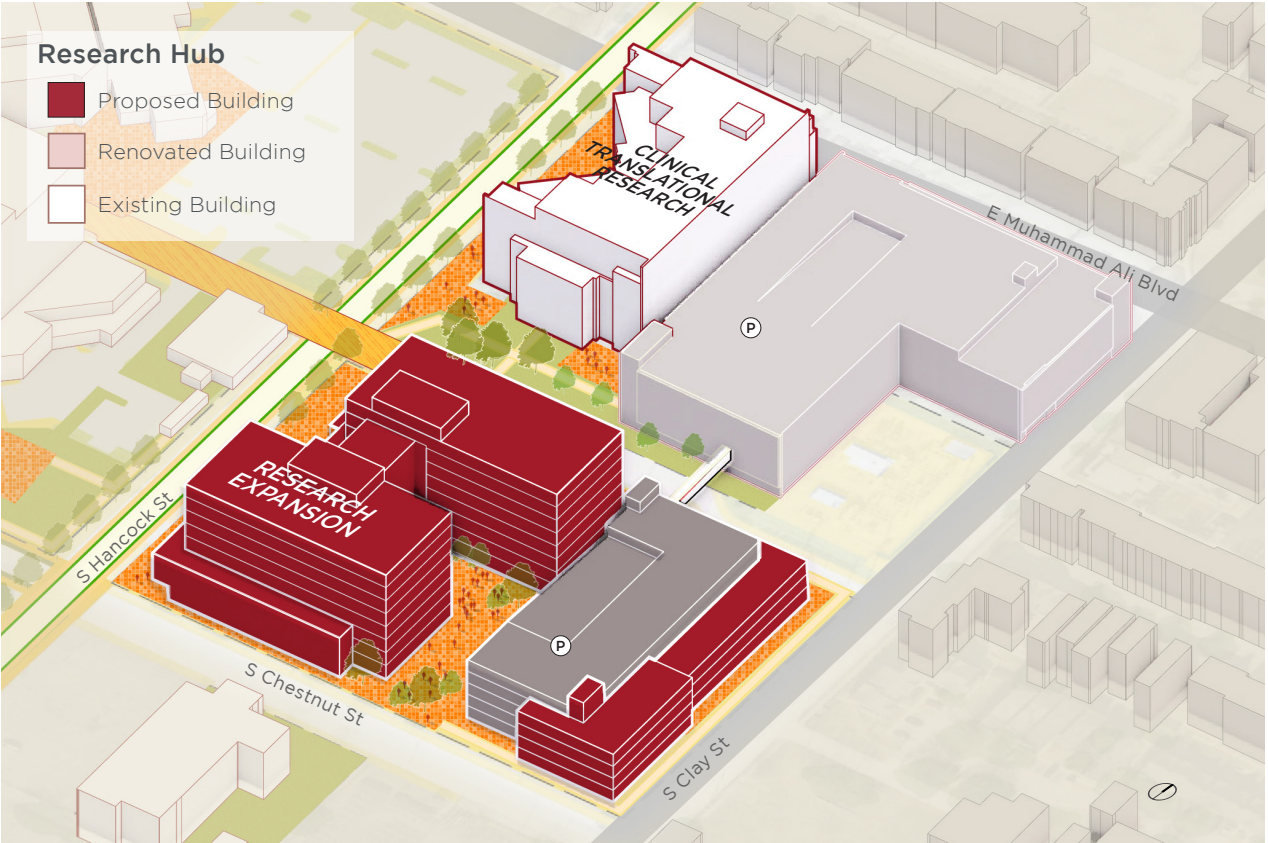 Research Hub
Proposed Building
Renovated Building
Existing Building
CLINICAL
TRANSLATIONAL
RESEARCH
E Muhammad Ali Blvd
P
RESEARCH
EXPANSION
S Hancock St
P
S Chestnut St
S Clay St